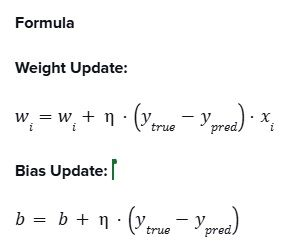 Formula
Weight Update:
w_i = w_i + η · (y_true − y_pred) · x_i
Bias Update:
b = b + η · (y_true − y_pred)